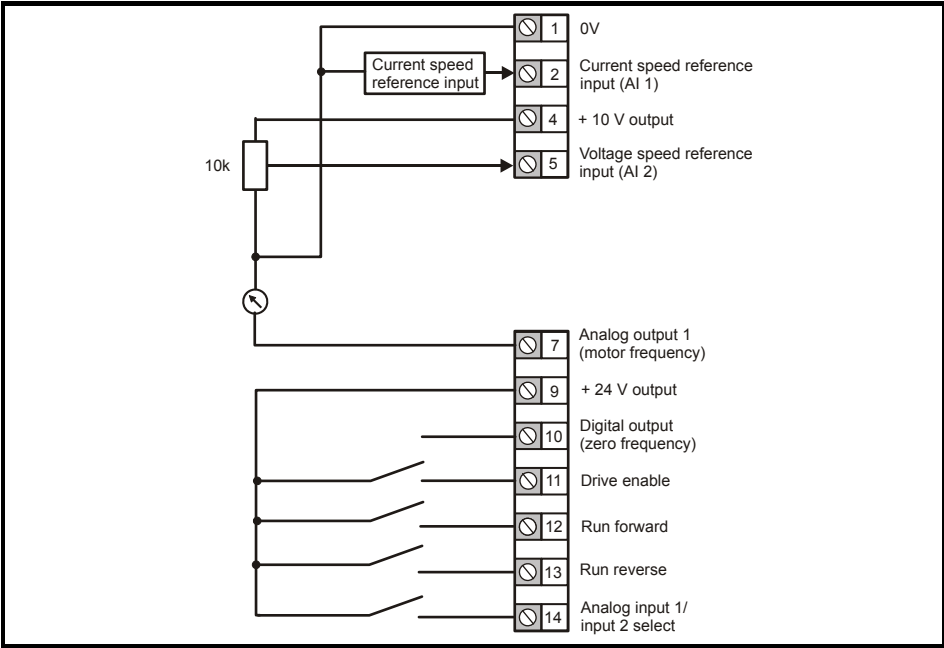 1 0V
Current speed
reference input
2 Current speed reference
input (AI 1)
4 + 10 V output
10k
5 Voltage speed reference
input (AI 2)
7 Analog output 1
(motor frequency)
9 + 24 V output
10 Digital output
(zero frequency)
11 Drive enable
12 Run forward
13 Run reverse
14 Analog input 1/
input 2 select